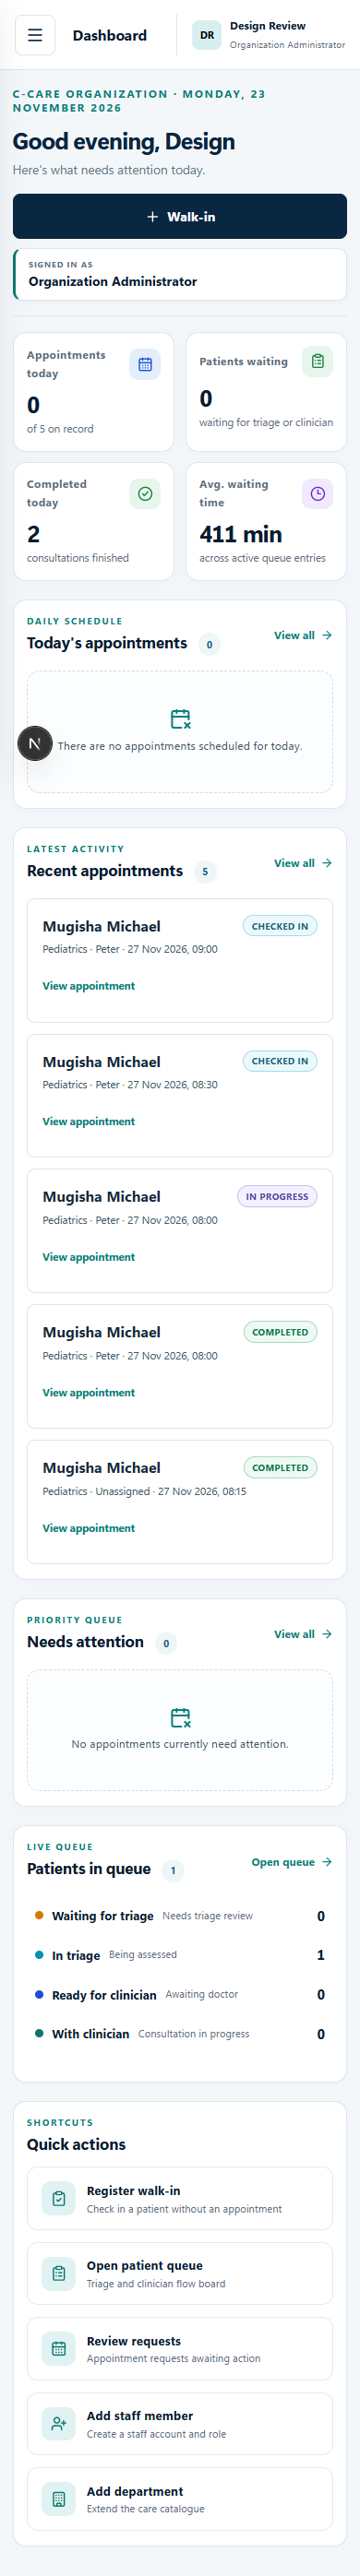 Dashboard
DR
Design Review
Organization Administrator
C-CARE ORGANIZATION · MONDAY, 23
NOVEMBER 2026
Good evening, Design
Here's what needs attention today.
Walk-in
SIGNED IN AS
Organization Administrator
Appointments
today
0
of 5 on record
Patients waiting
0
waiting for triage or clinician
Completed
today
2
consultations finished
Avg. waiting
time
411 min
across active queue entries
DAILY SCHEDULE
Today's appointments 0
View all
N
There are no appointments scheduled for today.
LATEST ACTIVITY
Recent appointments 5
View all
Mugisha Michael
CHECKED IN
Pediatrics · Peter · 27 Nov 2026, 09:00
View appointment
Mugisha Michael
CHECKED IN
Pediatrics · Peter · 27 Nov 2026, 08:30
View appointment
Mugisha Michael
IN PROGRESS
Pediatrics · Peter · 27 Nov 2026, 08:00
View appointment
Mugisha Michael
COMPLETED
Pediatrics · Peter · 27 Nov 2026, 08:00
View appointment
Mugisha Michael
COMPLETED
Pediatrics · Unassigned · 27 Nov 2026, 08:15
View appointment
PRIORITY QUEUE
Needs attention 0
View all
No appointments currently need attention.
LIVE QUEUE
Patients in queue 1
Open queue
Waiting for triage Needs triage review 0
In triage Being assessed 1
Ready for clinician Awaiting doctor 0
With clinician Consultation in progress 0
SHORTCUTS
Quick actions
Register walk-in
Check in a patient without an appointment
Open patient queue
Triage and clinician flow board
Review requests
Appointment requests awaiting action
Add staff member
Create a staff account and role
Add department
Extend the care catalogue